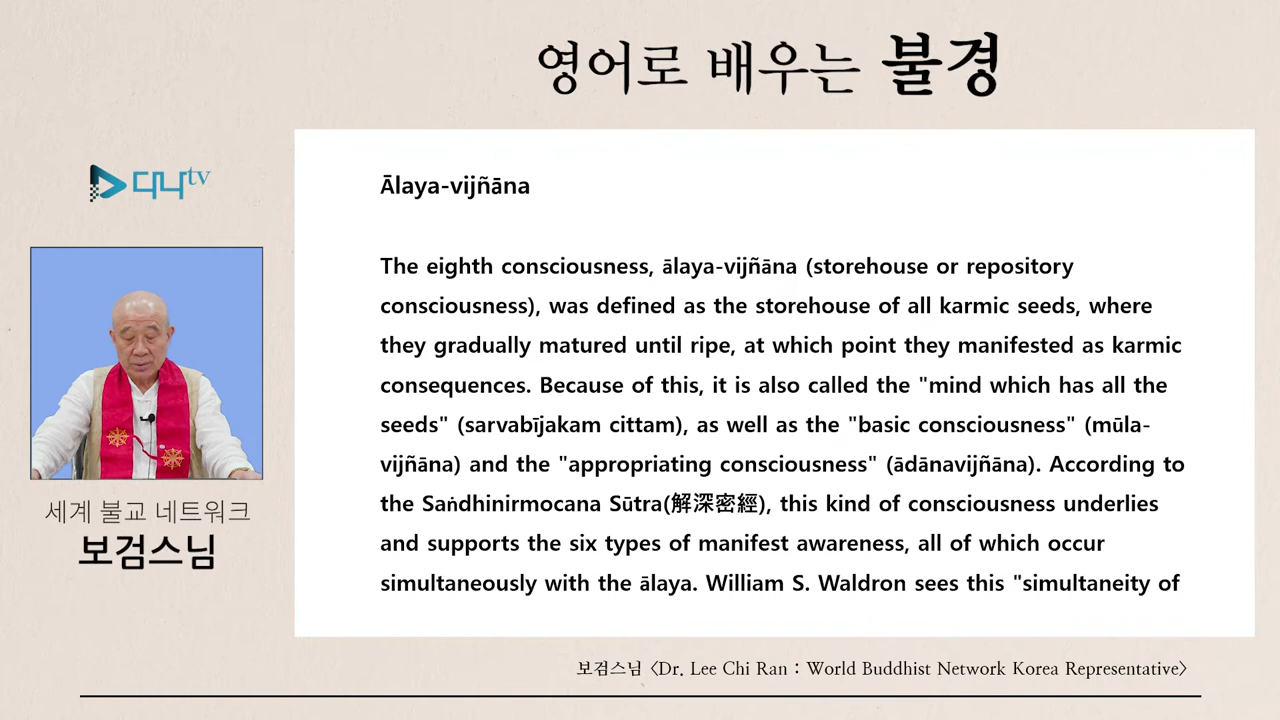 영어로 배우는 불경
다나tv
Ālaya-vijñāna
The eighth consciousness, ālaya-vijñāna (storehouse or repository
consciousness), was defined as the storehouse of all karmic seeds, where
they gradually matured until ripe, at which point they manifested as karmic
consequences. Because of this, it is also called the "mind which has all the
seeds" (sarvabījakam cittam), as well as the "basic consciousness" (mūla-
vijñāna) and the "appropriating consciousness" (ādānavijñāna). According to
the Saṅdhinirmocana Sūtra(解深密經), this kind of consciousness underlies
and supports the six types of manifest awareness, all of which occur
simultaneously with the ālaya. William S. Waldron sees this "simultaneity of
세계 불교 네트워크
보검스님
보검스님 <Dr. Lee Chi Ran : World Buddhist Network Korea Representative>